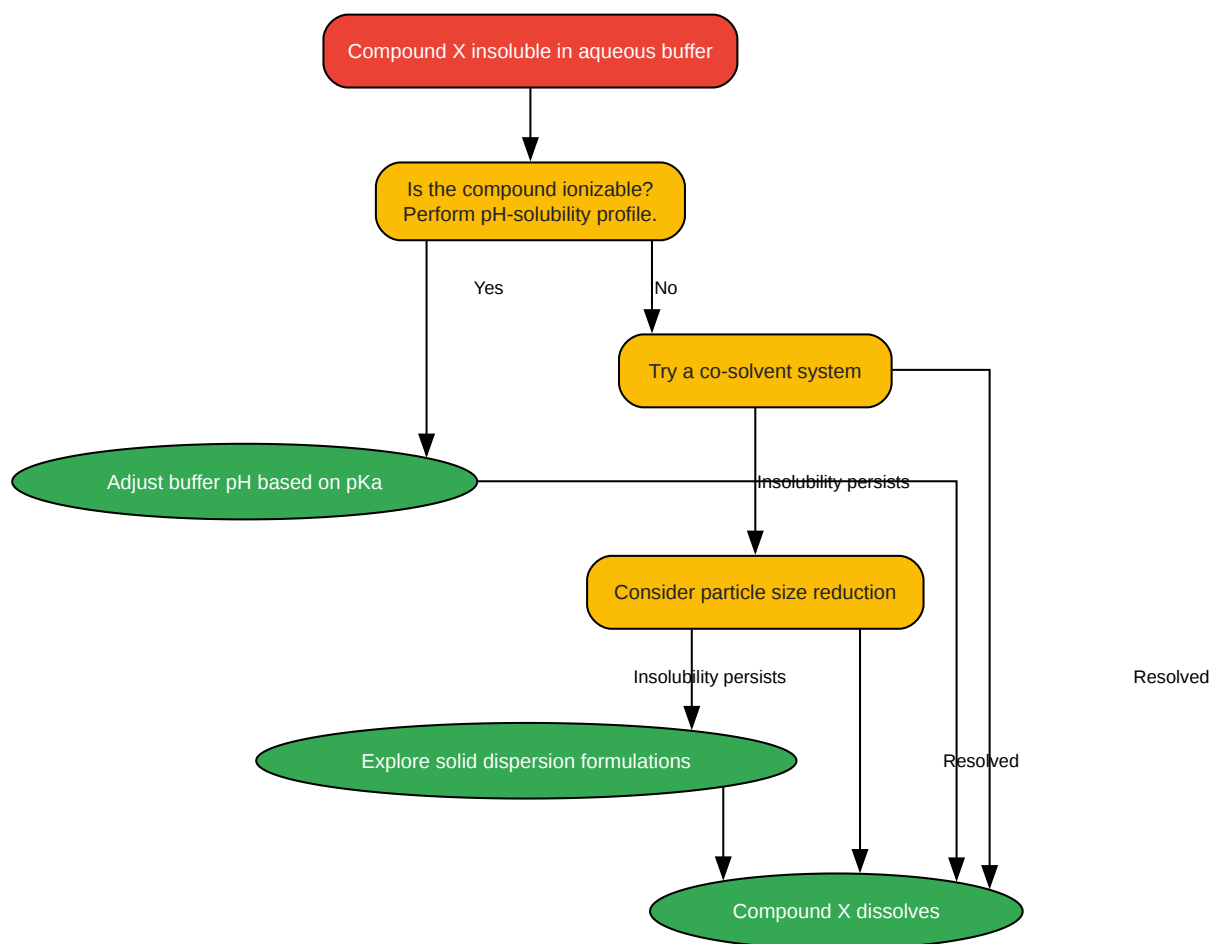 Compound X insoluble in aqueous buffer
Is the compound ionizable?
Perform pH-solubility profile.
Yes
No
Try a co-solvent system
Adjust buffer pH based on pKa
Insolubility persists
Consider particle size reduction
Insolubility persists
Resolved
Explore solid dispersion formulations
Resolved
Compound X dissolves